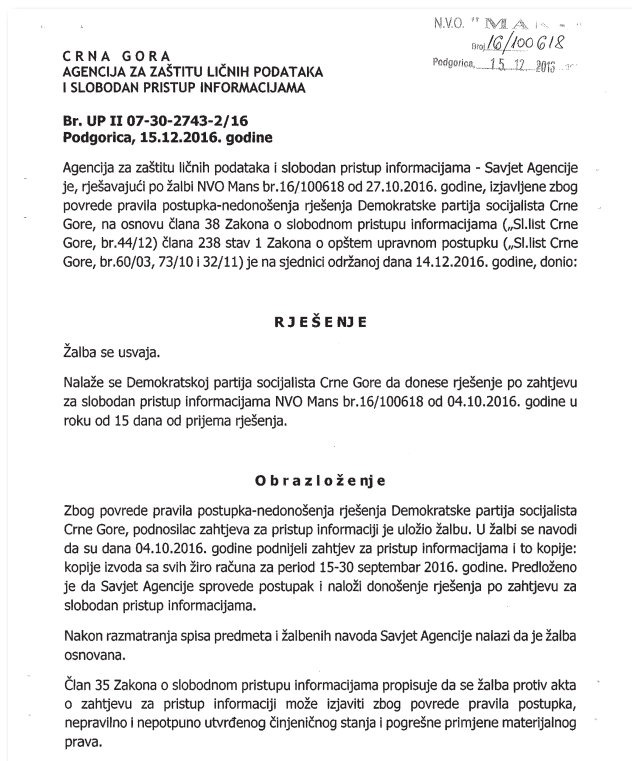 N.V.O. "MA
Broj 16/100618
Podgorica, 15. 12. 2016
C R N A G O R A
AGENCIJA ZA ZAŠTITU LIČNIH PODATAKA
I SLOBODAN PRISTUP INFORMACIJAMA
Br. UP II 07-30-2743-2/16
Podgorica, 15.12.2016. godine
Agencija za zaštitu ličnih podataka i slobodan pristup informacijama - Savjet Agencije
je, rješavajući po žalbi NVO Mans br.16/100618 od 27.10.2016. godine, izjavljene zbog
povrede pravila postupka-nedonošenja rješenja Demokratske partija socijalista Crne
Gore, na osnovu člana 38 Zakona o slobodnom pristupu informacijama („Sl.list Crne
Gore, br.44/12) člana 238 stav 1 Zakona o opštem upravnom postupku („Sl.list Crne
Gore, br.60/03, 73/10 i 32/11) je na sjednici održanoj dana 14.12.2016. godine, donio:
R J E Š E N J E
Žalba se usvaja.
Nalaže se Demokratskoj partija socijalista Crne Gore da donese rješenje po zahtjevu
za slobodan pristup informacijama NVO Mans br.16/100618 od 04.10.2016. godine u
roku od 15 dana od prijema rješenja.
O b r a z l o ž e nj e
Zbog povrede pravila postupka-nedonošenja rješenja Demokratske partija socijalista
Crne Gore, podnosilac zahtjeva za pristup informaciji je uložio žalbu. U žalbi se navodi
da su dana 04.10.2016. godine podnijeli zahtjev za pristup informacijama i to kopije:
kopije izvoda sa svih žiro računa za period 15-30 septembar 2016. godine. Predloženo
je da Savjet Agencije sprovede postupak i naloži donošenje rješenja po zahtjevu za
slobodan pristup informacijama.
Nakon razmatranja spisa predmeta i žalbenih navoda Savjet Agencije nalazi da je žalba
osnovana.
Član 35 Zakona o slobodnom pristupu informacijama propisuje da se žalba protiv akta
o zahtjevu za pristup informaciji može izjaviti zbog povrede pravila postupka,
nepravilno i nepotpuno utvrđenog činjeničnog stanja i pogrešne primjene materijalnog
prava.